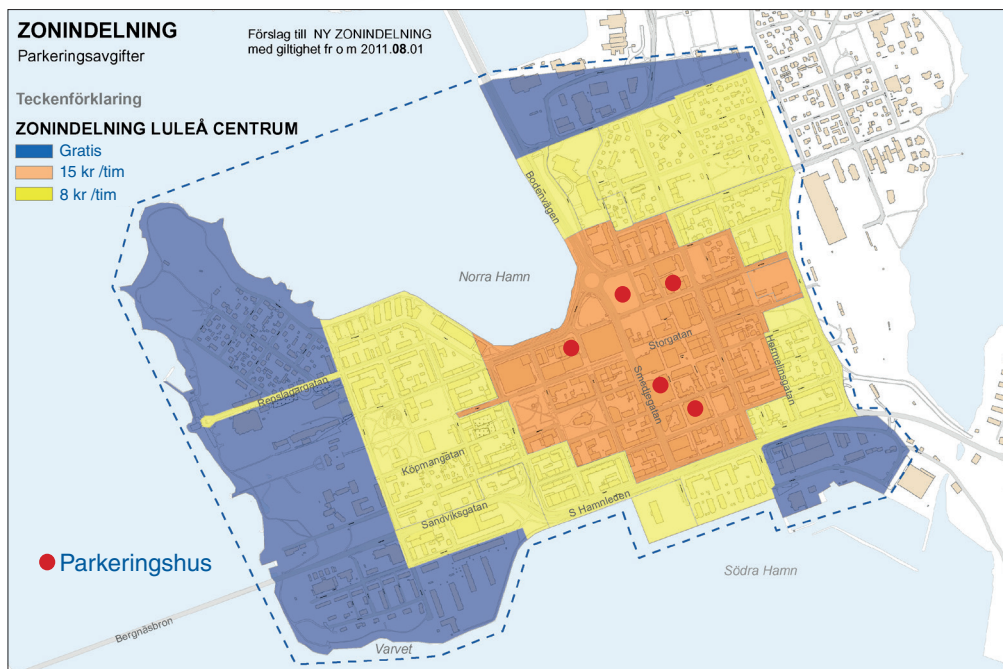 ZONINDELNING
Parkeringsavgifter
Förslag till NY ZONINDELNING
med giltighet fr o m 2011.08.01
Teckenförklaring
ZONINDELNING LULEÅ CENTRUM
Gratis
15 kr /tim
8 kr /tim
Bodenvägen
Norra Hamn
Storgatan
Smedjegatan
Hermelinsgatan
Repslagargatan
Köpmangatan
Sandviksgatan
S Hamnleden
Parkeringshus
Södra Hamn
Bergnäsbron
Varvet